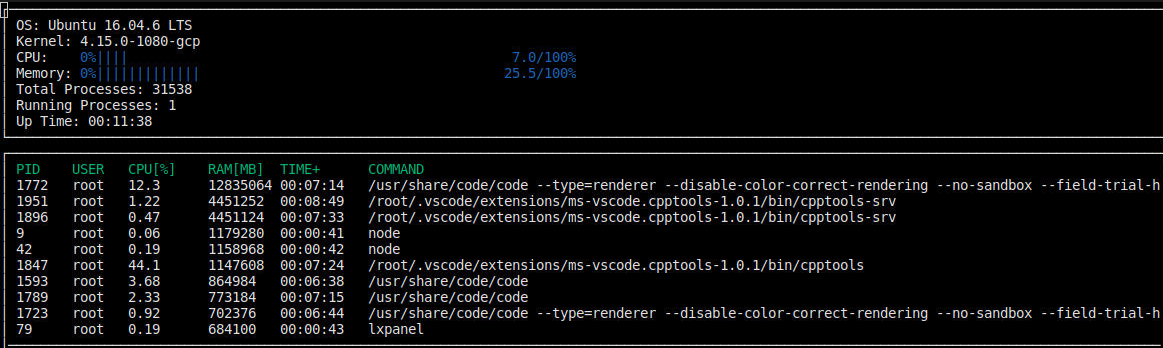 OS: Ubuntu 16.04.6 LTS
Kernel: 4.15.0-1080-gcp
CPU: 0%|||| 7.0/100%
Memory: 0%||||||||||||| 25.5/100%
Total Processes: 31538
Running Processes: 1
Up Time: 00:11:38
PID USER CPU[%] RAM[MB] TIME+ COMMAND
1772 root 12.3 12835064 00:07:14 /usr/share/code/code --type=renderer --disable-color-correct-rendering --no-sandbox --field-trial-h
1951 root 1.22 4451252 00:08:49 /root/.vscode/extensions/ms-vscode.cpptools-1.0.1/bin/cpptools-srv
1896 root 0.47 4451124 00:07:33 /root/.vscode/extensions/ms-vscode.cpptools-1.0.1/bin/cpptools-srv
9 root 0.06 1179280 00:00:41 node
42 root 0.19 1158968 00:00:42 node
1847 root 44.1 1147608 00:07:24 /root/.vscode/extensions/ms-vscode.cpptools-1.0.1/bin/cpptools
1593 root 3.68 864984 00:06:38 /usr/share/code/code
1789 root 2.33 773184 00:07:15 /usr/share/code/code
1723 root 0.92 702376 00:06:44 /usr/share/code/code --type=renderer --disable-color-correct-rendering --no-sandbox --field-trial-h
79 root 0.19 684100 00:00:43 lxpanel